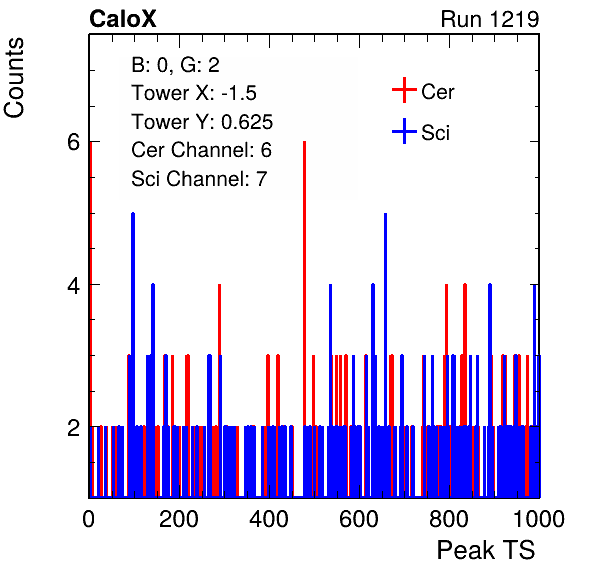 CaloX
Run 1219
Counts
B: 0, G: 2
Tower X: -1.5
Tower Y: 0.625
Cer Channel: 6
Sci Channel: 7
Cer
Sci
6
4
2
0 200 400 600 800 1000
Peak TS